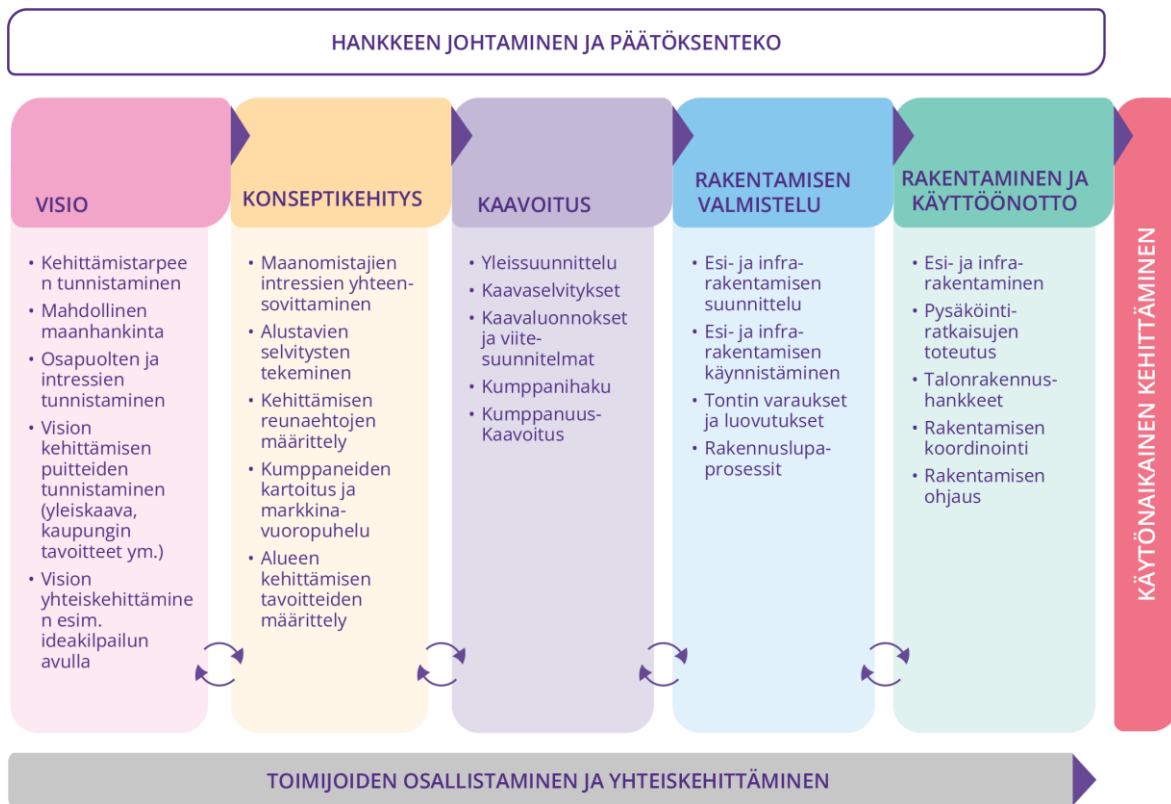 HANKKEEN JOHTAMINEN JA PÄÄTÖKSENTEKO
VISIO
• Kehittämistarpee
n tunnistaminen
• Mahdollinen
maanhankinta
• Osapuolten ja
intressien
tunnistaminen
• Vision
kehittämisen
puitteiden
tunnistaminen
(yleiskaava,
kaupungin
tavoitteet ym.)
• Vision
yhteiskehittämine
n esim.
ideakilpailun
avulla
KONSEPTIKEHITYS
• Maanomistajien
intressien yhteen-
sovittaminen
• Alustavien
selvitysten
tekeminen
• Kehittämisen
reunaehtojen
määrittely
• Kumppaneiden
kartoitus ja
markkina-
vuoropuhelu
• Alueen
kehittämisen
tavoitteiden
määrittely
KAAVOITUS
• Yleissuunnittelu
• Kaavaselvitykset
• Kaavaluonnokset
ja viite-
suunnitelmat
• Kumppanihaku
• Kumppanuus-
Kaavoitus
RAKENTAMISEN
VALMISTELU
• Esi- ja infra-
rakentamisen
suunnittelu
• Esi- ja infra-
rakentamisen
käynnistäminen
• Tontin varaukset
ja luovutukset
• Rakennuslupa-
prosessit
RAKENTAMINEN JA
KÄYTTÖÖNOTTO
• Esi- ja infra-
rakentaminen
• Pysäköinti-
ratkaisujen
toteutus
• Talonrakennus-
hankkeet
• Rakentamisen
koordinointi
• Rakentamisen
ohjaus
KÄYTÖNAIKAINEN KEHITTÄMINEN
TOIMIJOIDEN OSALLISTAMINEN JA YHTEISKEHITTÄMINEN